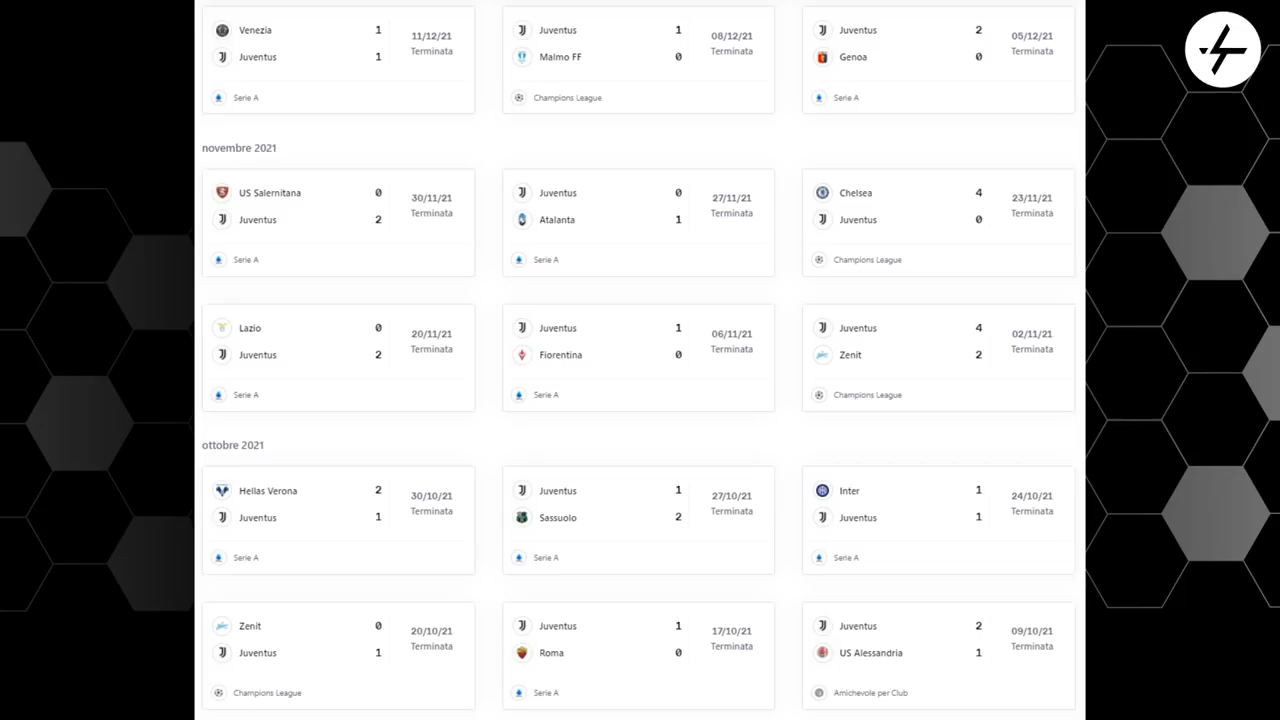 Venezia 1
Juventus 1
11/12/21
Terminata
Serie A
Juventus 1
Malmo FF 0
08/12/21
Terminata
Champions League
Juventus 2
Genoa 0
05/12/21
Terminata
Serie A
novembre 2021
US Salernitana 0
Juventus 2
30/11/21
Terminata
Serie A
Juventus 0
Atalanta 1
27/11/21
Terminata
Serie A
Chelsea 4
Juventus 0
23/11/21
Terminata
Champions League
Lazio 0
Juventus 2
20/11/21
Terminata
Serie A
Juventus 1
Fiorentina 0
06/11/21
Terminata
Serie A
Juventus 4
Zenit 2
02/11/21
Terminata
Champions League
ottobre 2021
Hellas Verona 2
Juventus 1
30/10/21
Terminata
Serie A
Juventus 1
Sassuolo 2
27/10/21
Terminata
Serie A
Inter 1
Juventus 1
24/10/21
Terminata
Serie A
Zenit 0
Juventus 1
20/10/21
Terminata
Champions League
Juventus 1
Roma 0
17/10/21
Terminata
Serie A
Juventus 2
US Alessandria 1
09/10/21
Terminata
Amichevole per Club